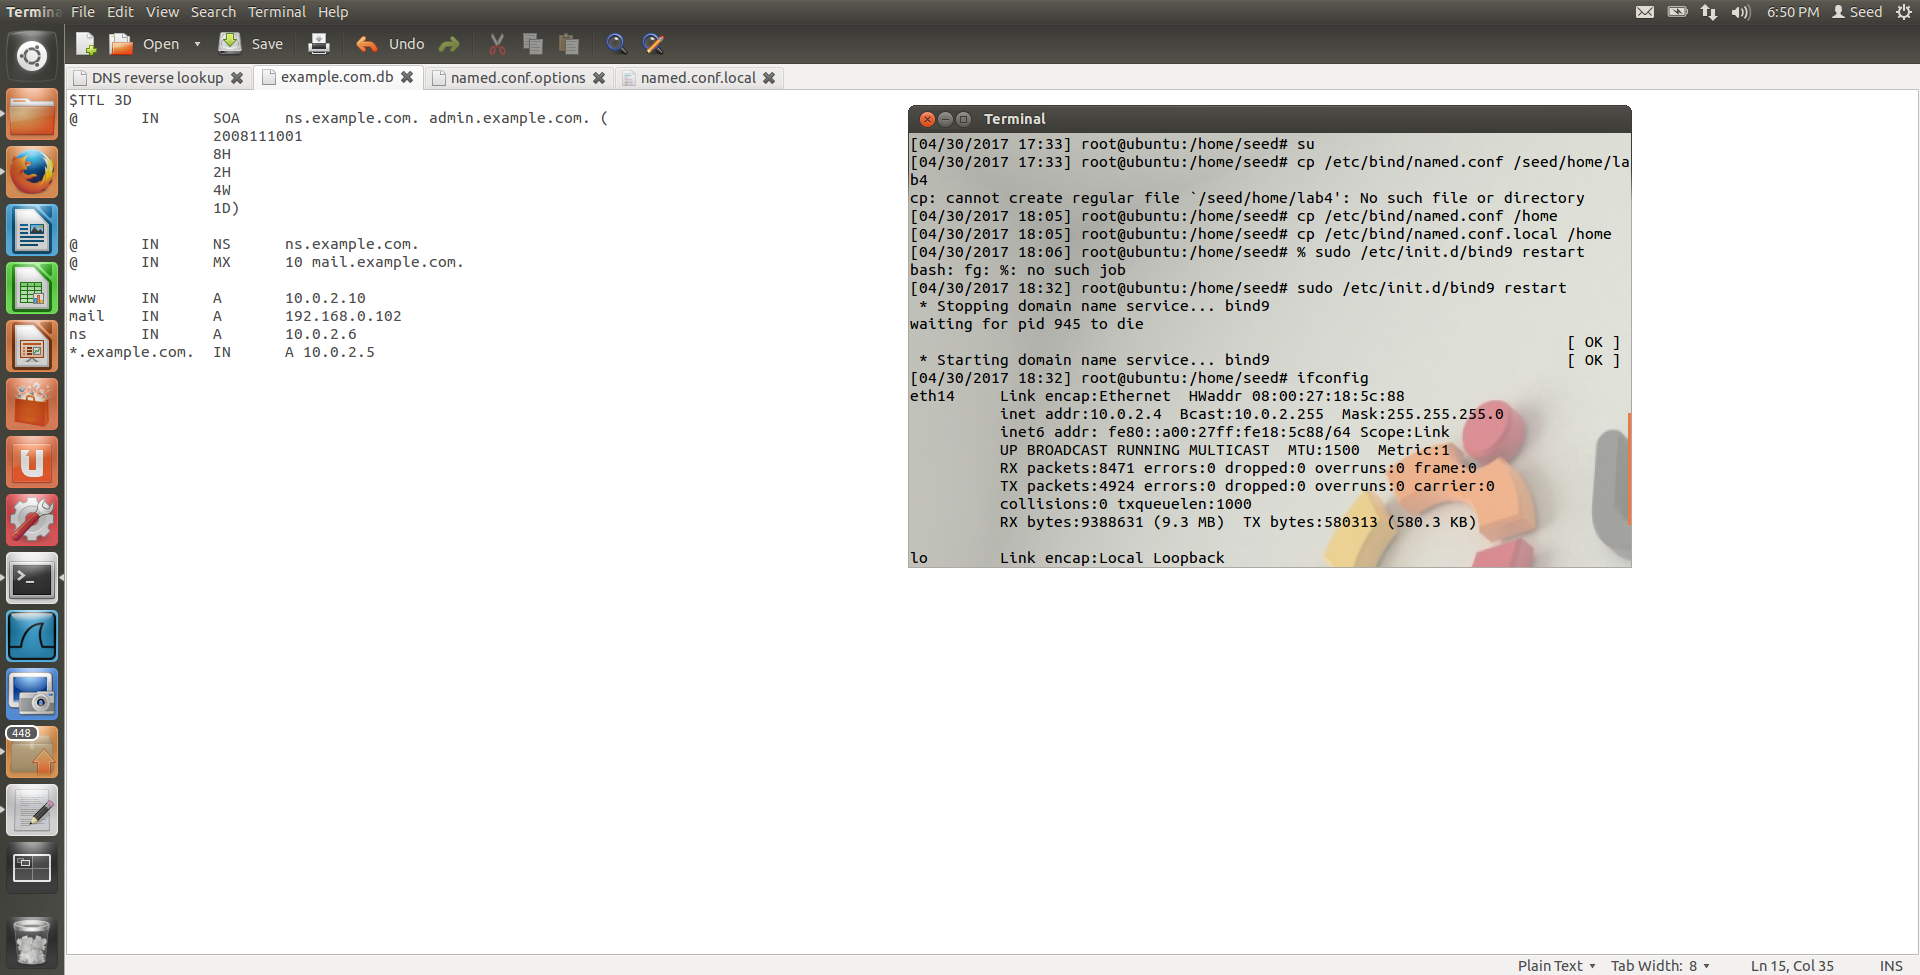 Termina File Edit View Search Terminal Help
6:50 PM Seed
Open Save Undo
DNS reverse lookup example.com.db named.conf.options named.conf.local
$TTL 3D
@ IN SOA ns.example.com. admin.example.com. (
2008111001
8H
2H
4W
1D)
@ IN NS ns.example.com.
@ IN MX 10 mail.example.com.
www IN A 10.0.2.10
mail IN A 192.168.0.102
ns IN A 10.0.2.6
*.example.com. IN A 10.0.2.5
Terminal
[04/30/2017 17:33] root@ubuntu:/home/seed# su
[04/30/2017 17:33] root@ubuntu:/home/seed# cp /etc/bind/named.conf /seed/home/la
b4
cp: cannot create regular file `/seed/home/lab4': No such file or directory
[04/30/2017 18:05] root@ubuntu:/home/seed# cp /etc/bind/named.conf /home
[04/30/2017 18:05] root@ubuntu:/home/seed# cp /etc/bind/named.conf.local /home
[04/30/2017 18:06] root@ubuntu:/home/seed# % sudo /etc/init.d/bind9 restart
bash: fg: %: no such job
[04/30/2017 18:32] root@ubuntu:/home/seed# sudo /etc/init.d/bind9 restart
* Stopping domain name service... bind9
waiting for pid 945 to die
[ OK ]
* Starting domain name service... bind9 [ OK ]
[04/30/2017 18:32] root@ubuntu:/home/seed# ifconfig
eth14 Link encap:Ethernet HWaddr 08:00:27:18:5c:88
inet addr:10.0.2.4 Bcast:10.0.2.255 Mask:255.255.255.0
inet6 addr: fe80::a00:27ff:fe18:5c88/64 Scope:Link
UP BROADCAST RUNNING MULTICAST MTU:1500 Metric:1
RX packets:8471 errors:0 dropped:0 overruns:0 frame:0
TX packets:4924 errors:0 dropped:0 overruns:0 carrier:0
collisions:0 txqueuelen:1000
RX bytes:9388631 (9.3 MB) TX bytes:580313 (580.3 KB)
lo Link encap:Local Loopback
448
Plain Text Tab Width: 8 Ln 15, Col 35 INS